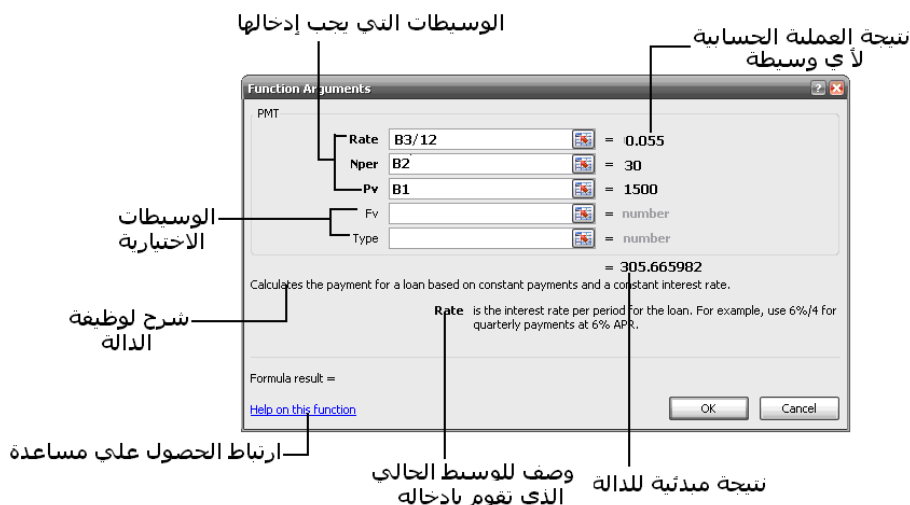 الوسيطات التي يجب إدخالها
نتيجة العملية الحسابية
لأ ي وسيطة
Function Arguments
PMT
Rate B3/12 = 0.055
Nper B2 = 30
Pv B1 = 1500
Fv = number
Type = number
الوسيطات
الاختيارية
= 305.665982
Calculates the payment for a loan based on constant payments and a constant interest rate.
شرح لوظيفة
الدالة
Rate is the interest rate per period for the loan. For example, use 6%/4 for
quarterly payments at 6% APR.
Formula result =
Help on this function
OK Cancel
ارتباط الحصول علي مساعدة
وصف للوسيط الحالي
الذي تقوم بادخاله
نتيجة مبدئية للدالة